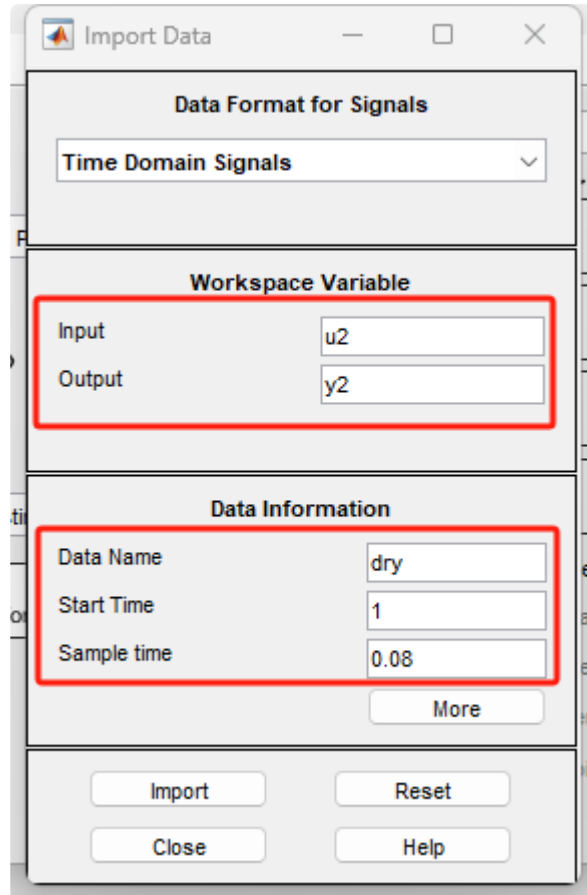 Import Data
Data Format for Signals
Time Domain Signals
Workspace Variable
Input u2
Output y2
Data Information
Data Name dry
Start Time 1
Sample time 0.08
More
Import Reset
Close Help